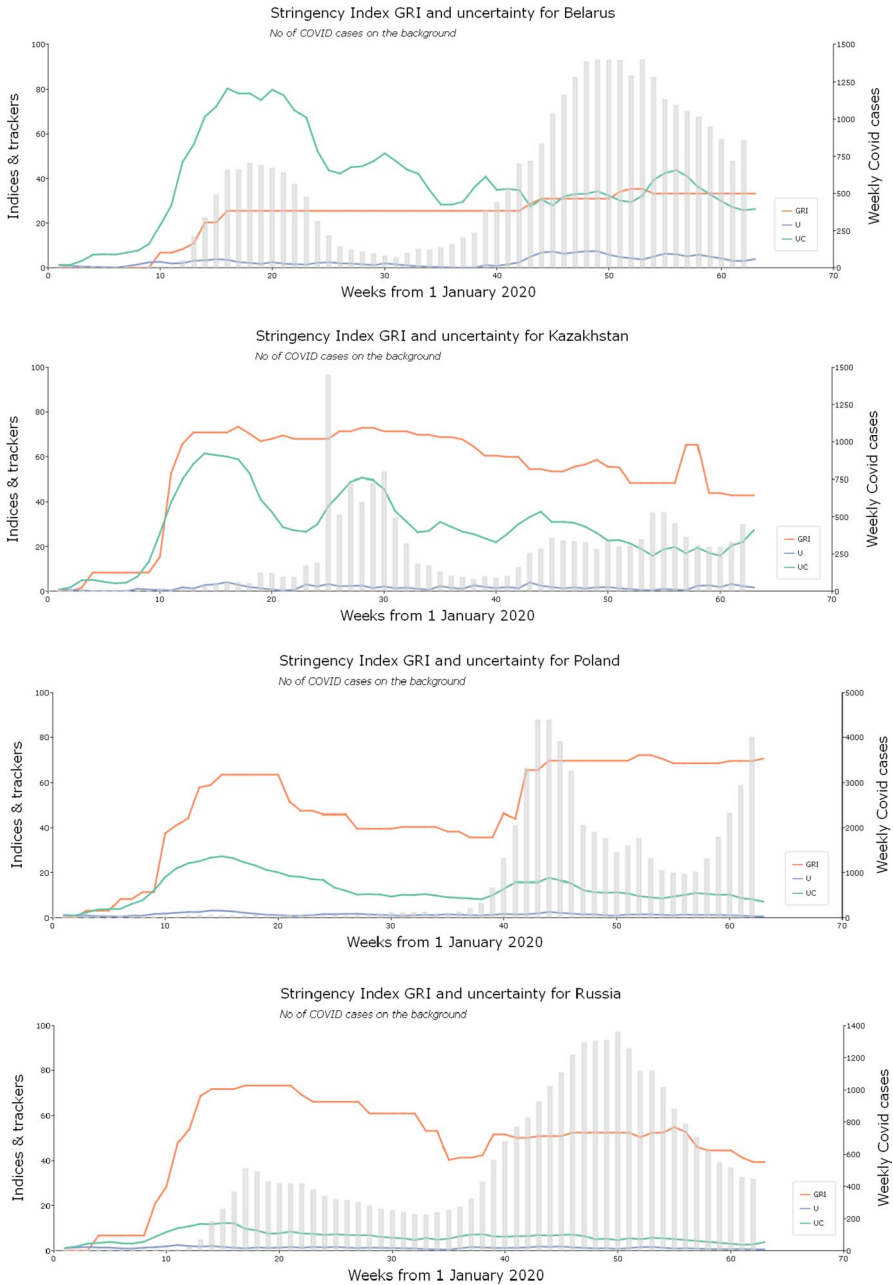 Stringency Index GRI and uncertainty for Belarus
No of COVID cases on the background
Indices & trackers
100
80
60
40
20
0
1500
1250
1000
750
500
250
0
Weekly Covid cases
GRI
U
UC
0 10 20 30 40 50 60 70
Weeks from 1 January 2020
Stringency Index GRI and uncertainty for Kazakhstan
No of COVID cases on the background
Indices & trackers
100
80
60
40
20
0
1500
1250
1000
750
500
250
0
Weekly Covid cases
GRI
U
UC
0 10 20 30 40 50 60 70
Weeks from 1 January 2020
Stringency Index GRI and uncertainty for Poland
No of COVID cases on the background
Indices & trackers
100
80
60
40
20
0
5000
4000
3000
2000
1000
0
Weekly Covid cases
GRI
U
UC
0 10 20 30 40 50 60 70
Weeks from 1 January 2020
Stringency Index GRI and uncertainty for Russia
No of COVID cases on the background
Indices & trackers
100
80
60
40
20
0
1400
1200
1000
800
600
400
200
0
Weekly Covid cases
GRI
U
UC
0 10 20 30 40 50 60 70
Weeks from 1 January 2020